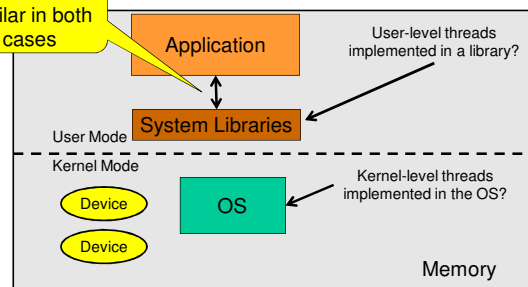 cases
Application
User-level threads
implemented in a library?
System Libraries
User Mode
Kernel Mode
Kernel-level threads
implemented in the OS?
Device
OS
Device
Memory
in both